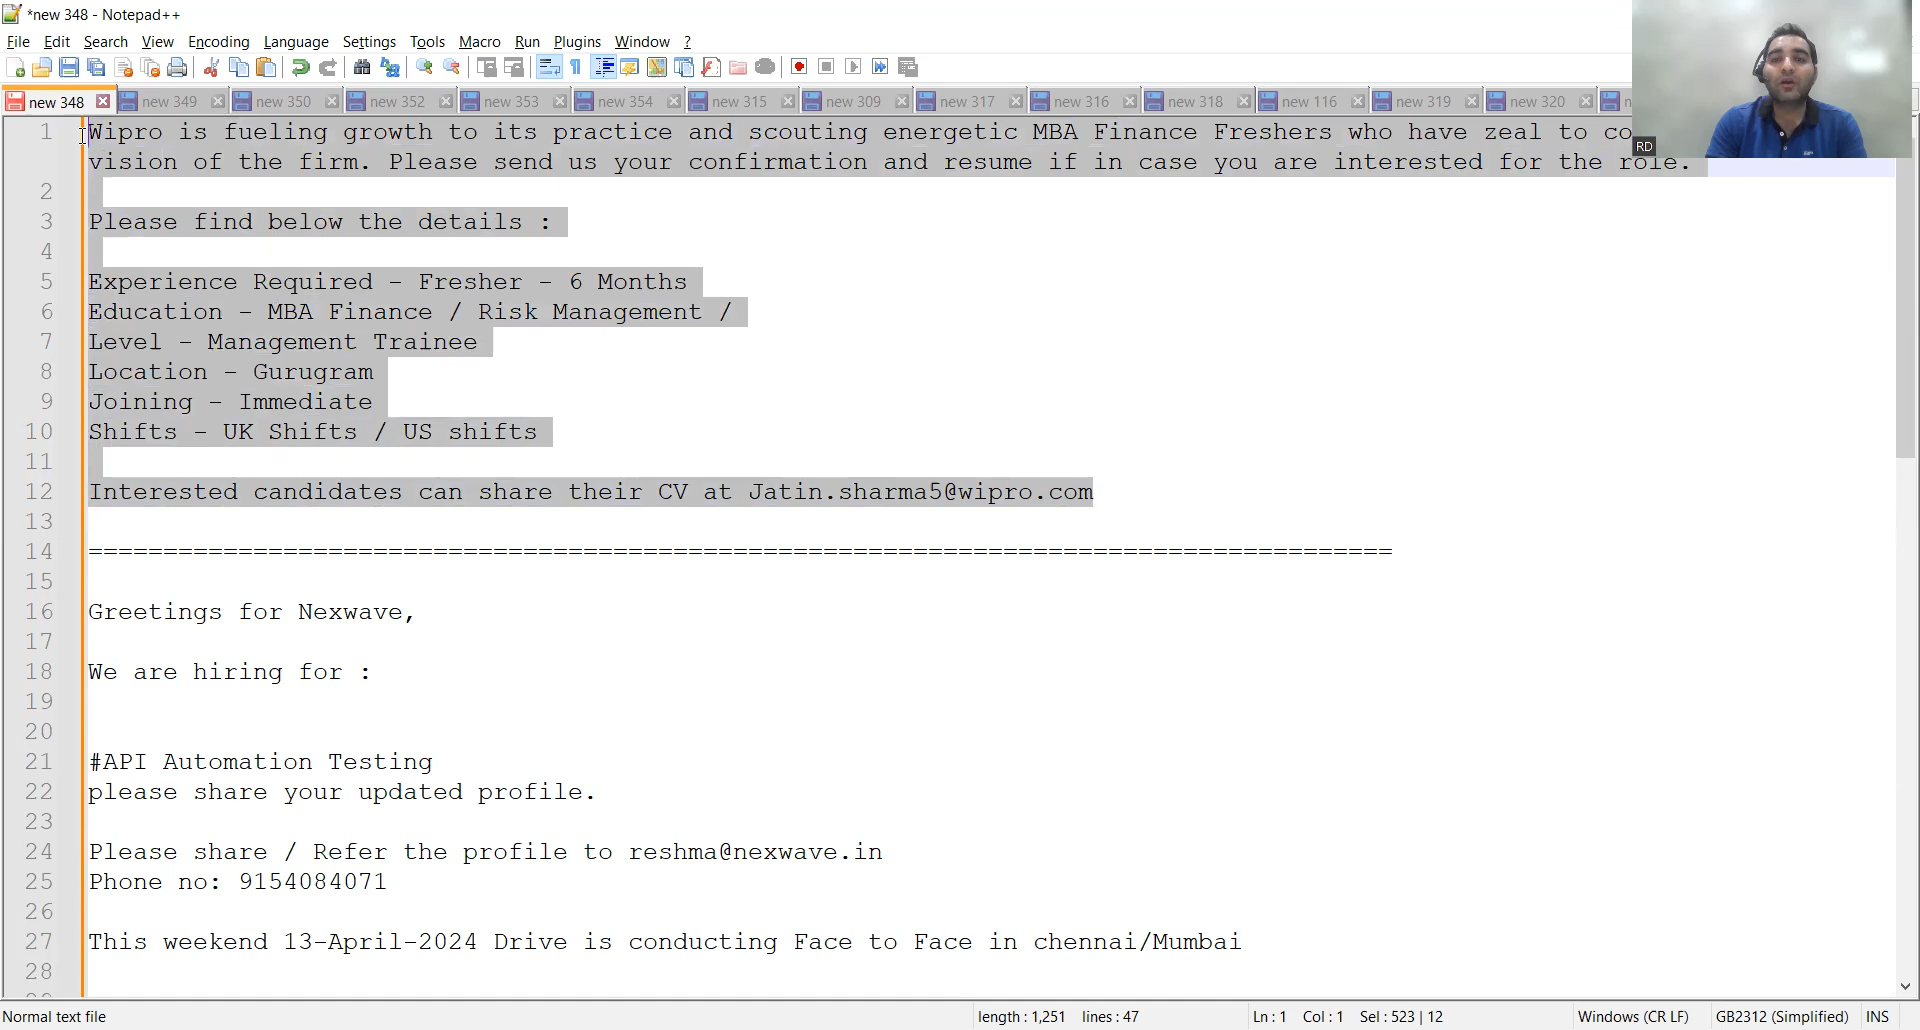 *new 348 - Notepad++
File Edit Search View Encoding Language Settings Tools Macro Run Plugins Window ?
new 348 new 349 new 350 new 352 new 353 new 354 new 315 new 309 new 317 new 316 new 318 new 116 new 319 new 320
RD
1 Wipro is fueling growth to its practice and scouting energetic MBA Finance Freshers who have zeal to
vision of the firm. Please send us your confirmation and resume if in case you are interested for the role.
2
3 Please find below the details :
4
5 Experience Required - Fresher - 6 Months
6 Education - MBA Finance / Risk Management /
7 Level - Management Trainee
8 Location - Gurugram
9 Joining - Immediate
10 Shifts - UK Shifts / US shifts
11
12 Interested candidates can share their CV at Jatin.sharma5@wipro.com
13
14 =======================================================================================
15
16 Greetings for Nexwave,
17
18 We are hiring for :
19
20
21 #API Automation Testing
22 please share your updated profile.
23
24 Please share / Refer the profile to reshma@nexwave.in
25 Phone no: 9154084071
26
27 This weekend 13-April-2024 Drive is conducting Face to Face in chennai/Mumbai
28
Normal text file length : 1,251 lines : 47 Ln : 1 Col : 1 Sel : 523 | 12 Windows (CR LF) GB2312 (Simplified) INS